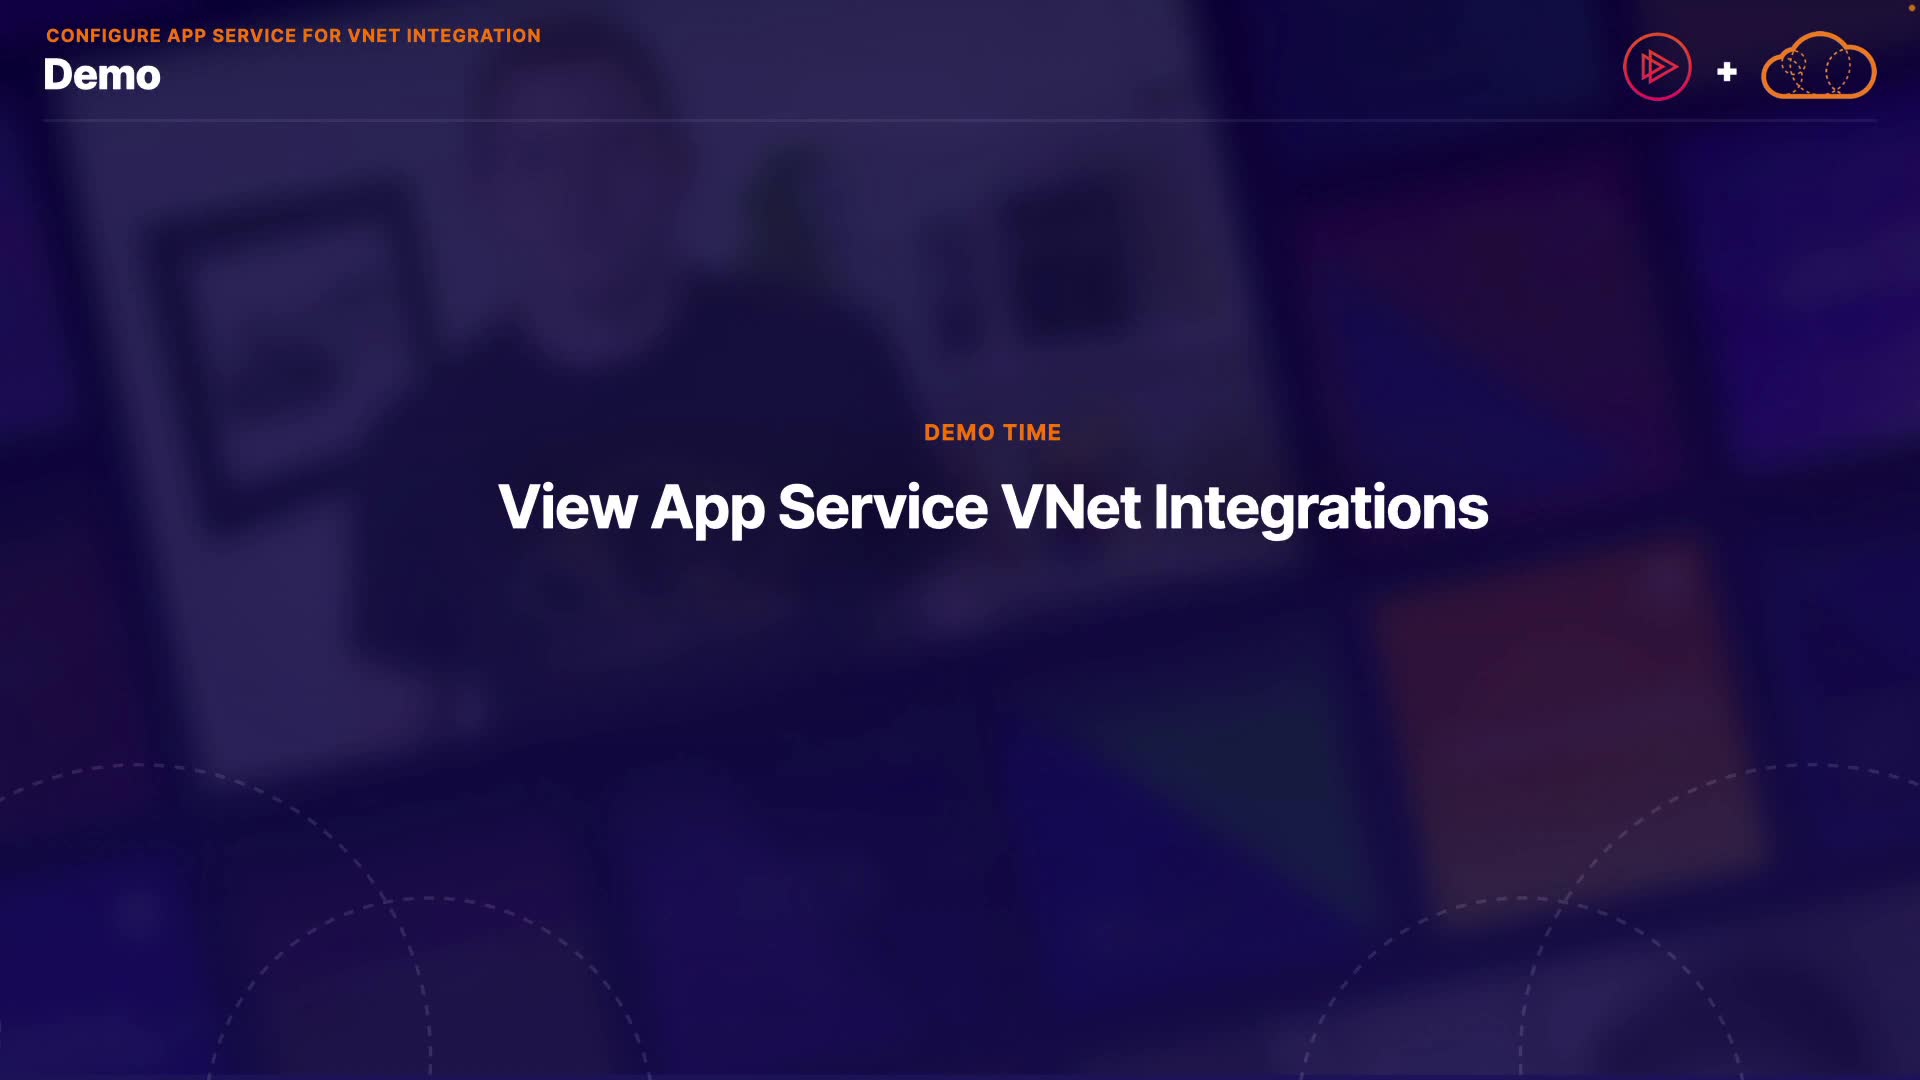 CONFIGURE APP SERVICE FOR VNET INTEGRATION
Demo
+
DEMO TIME
View App Service VNet Integrations